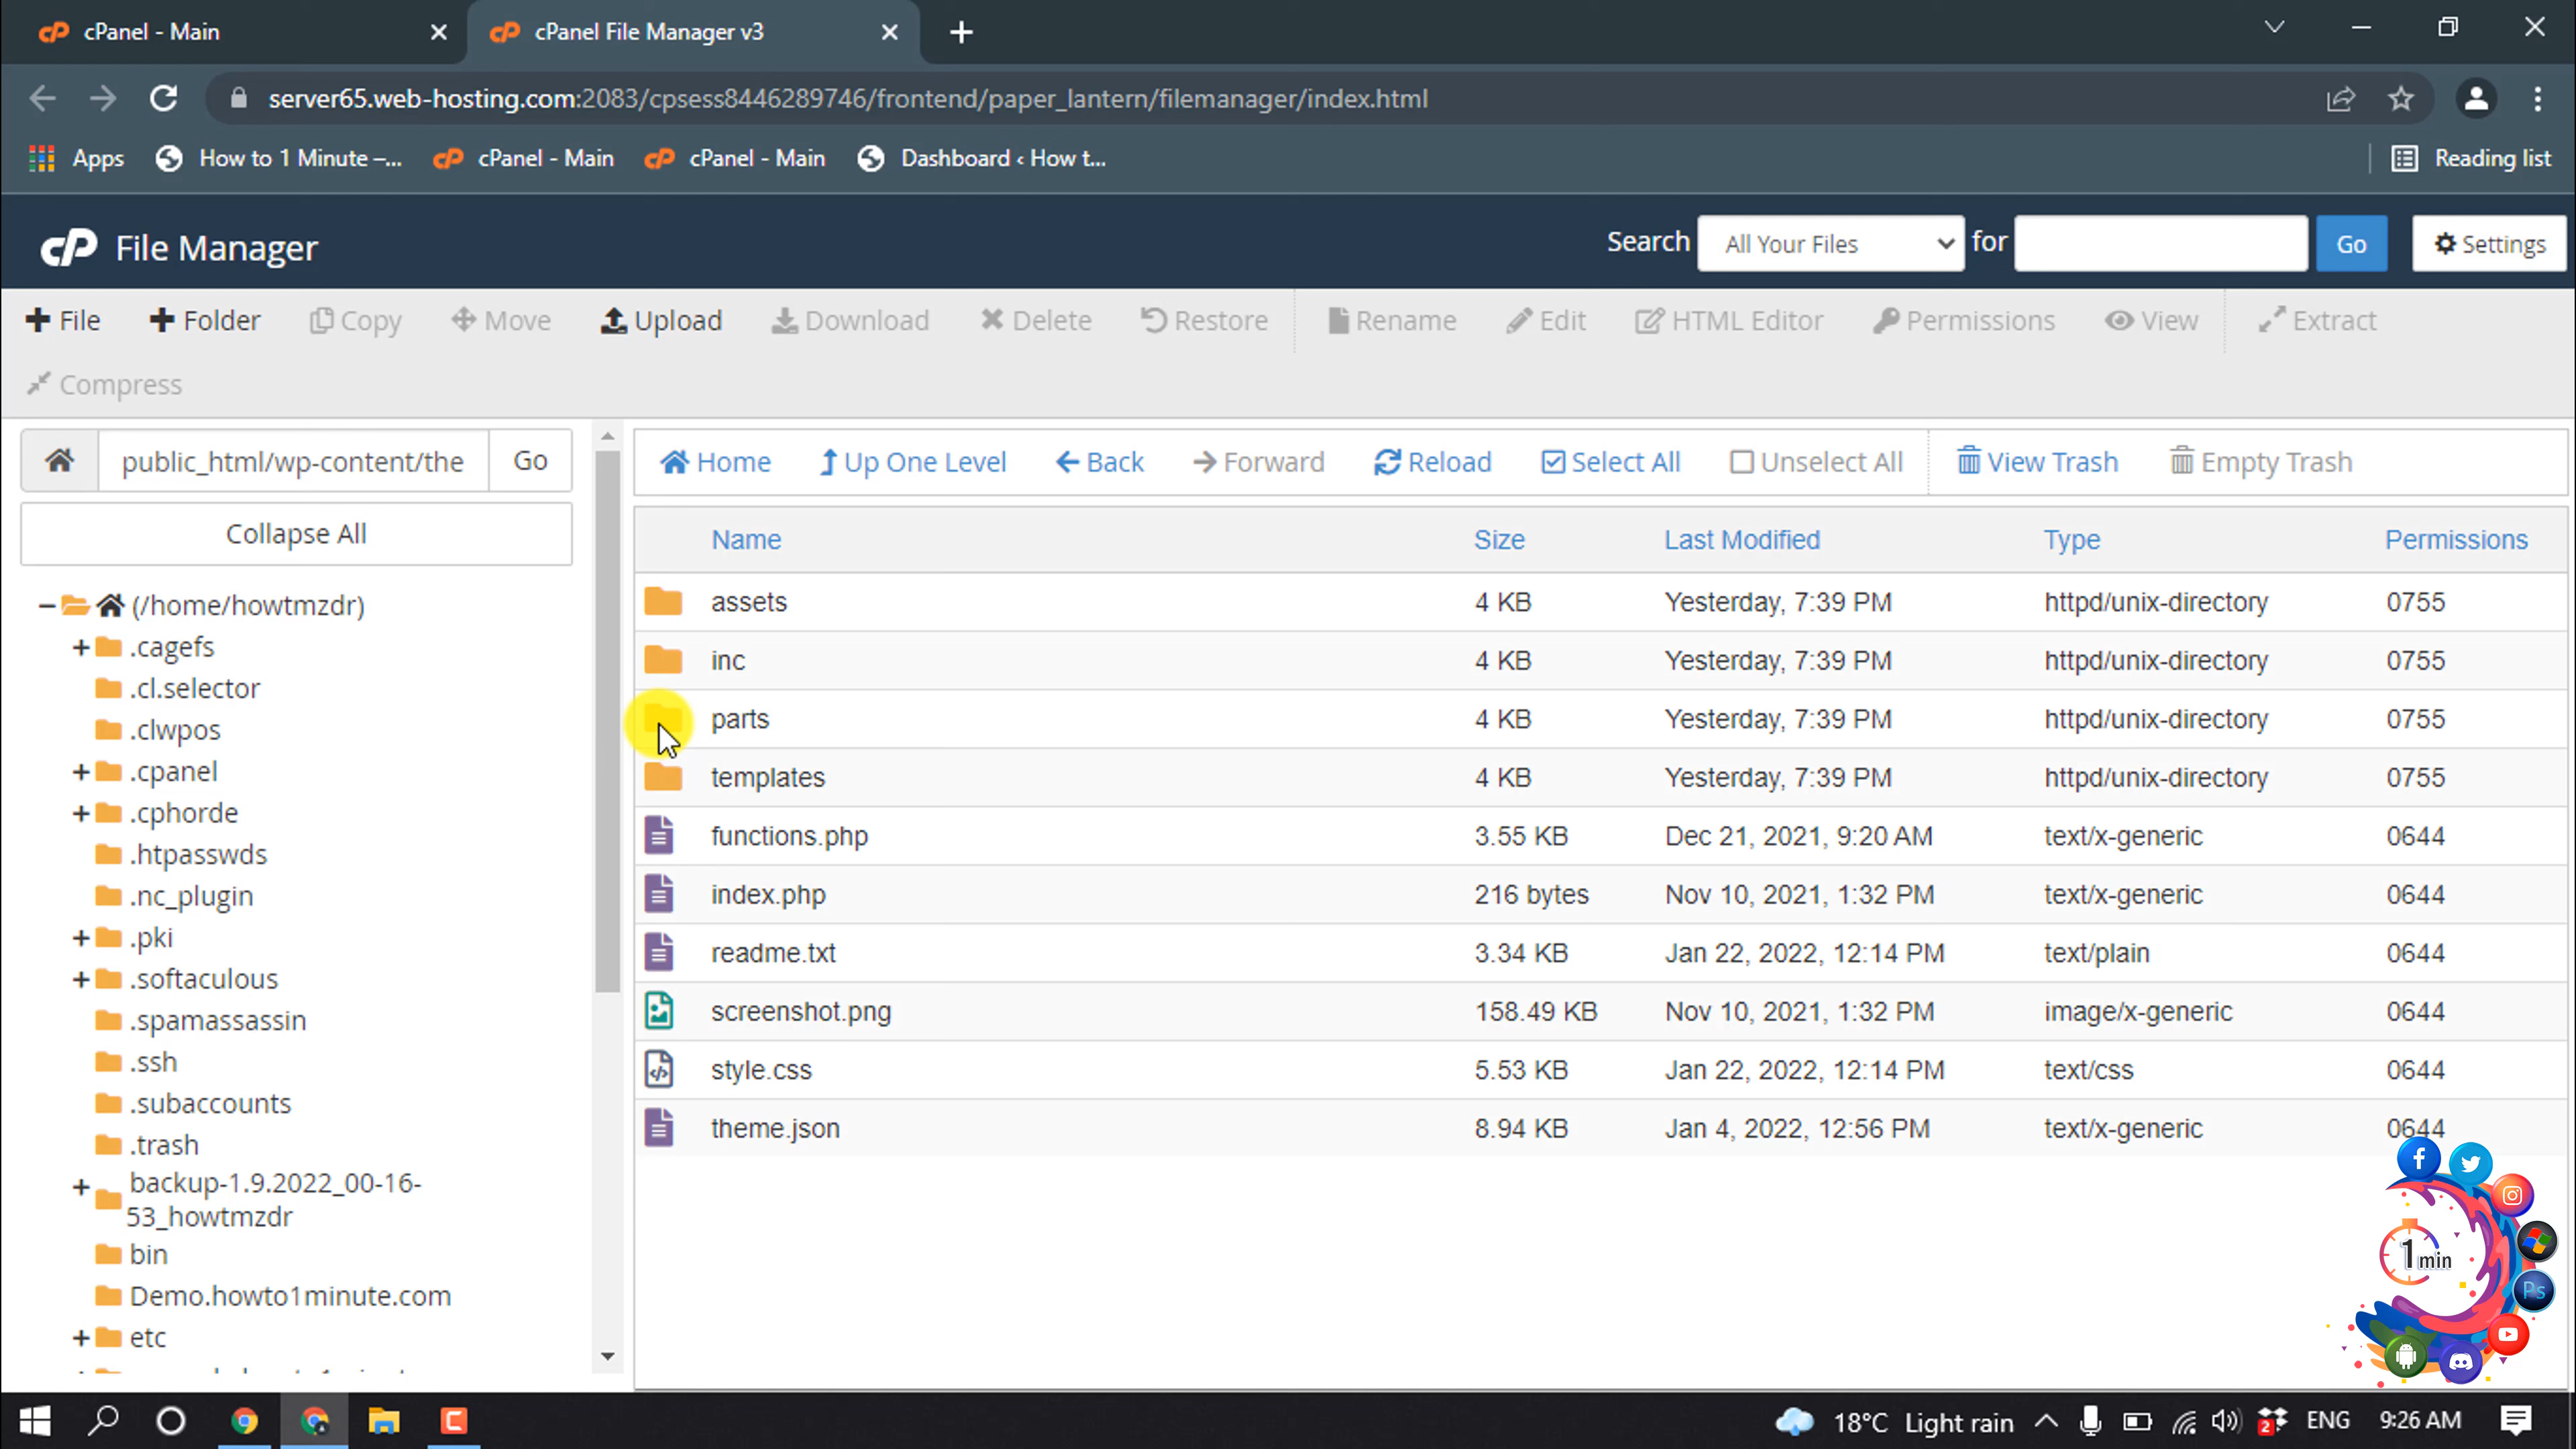 cPanel - Main
cPanel File Manager v3
server65.web-hosting.com:2083/cpsess8446289746/frontend/paper_lantern/filemanager/index.html
Apps How to 1 Minute –... cPanel - Main cPanel - Main Dashboard ‹ How t... Reading list
cP File Manager Search All Your Files for Go Settings
File Folder Copy Move Upload Download Delete Restore Rename Edit HTML Editor Permissions View Extract
Compress
public_html/wp-content/the Go
Collapse All
(/home/howtmzdr)
.cagefs
.cl.selector
.clwpos
.cpanel
.cphorde
.htpasswds
.nc_plugin
.pki
.softaculous
.spamassassin
.ssh
.subaccounts
.trash
backup-1.9.2022_00-16-
53_howtmzdr
bin
Demo.howto1minute.com
etc
Home Up One Level Back Forward Reload Select All Unselect All View Trash Empty Trash
Name Size Last Modified Type Permissions
assets 4 KB Yesterday, 7:39 PM httpd/unix-directory 0755
inc 4 KB Yesterday, 7:39 PM httpd/unix-directory 0755
parts 4 KB Yesterday, 7:39 PM httpd/unix-directory 0755
templates 4 KB Yesterday, 7:39 PM httpd/unix-directory 0755
functions.php 3.55 KB Dec 21, 2021, 9:20 AM text/x-generic 0644
index.php 216 bytes Nov 10, 2021, 1:32 PM text/x-generic 0644
readme.txt 3.34 KB Jan 22, 2022, 12:14 PM text/plain 0644
screenshot.png 158.49 KB Nov 10, 2021, 1:32 PM image/x-generic 0644
style.css 5.53 KB Jan 22, 2022, 12:14 PM text/css 0644
theme.json 8.94 KB Jan 4, 2022, 12:56 PM text/x-generic 0644
1 min
Ps
18°C Light rain 2 ENG 9:26 AM